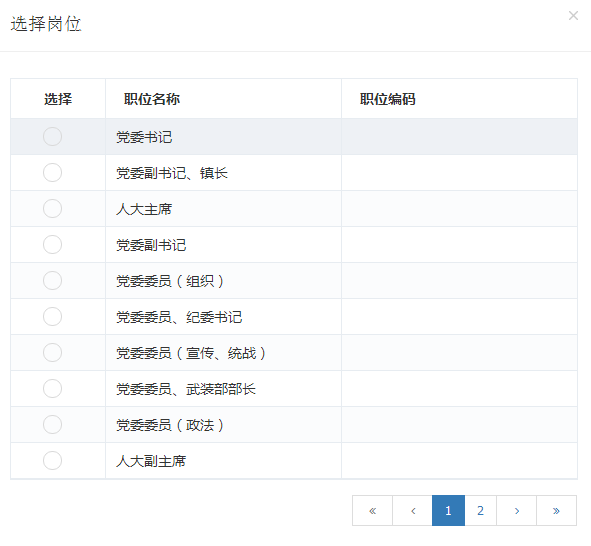 选择岗位
×
选择 职位名称 职位编码
党委书记
党委副书记、镇长
人大主席
党委副书记
党委委员（组织）
党委委员、纪委书记
党委委员（宣传、统战）
党委委员、武装部部长
党委委员（政法）
人大副主席
« ‹ 1 2 › »